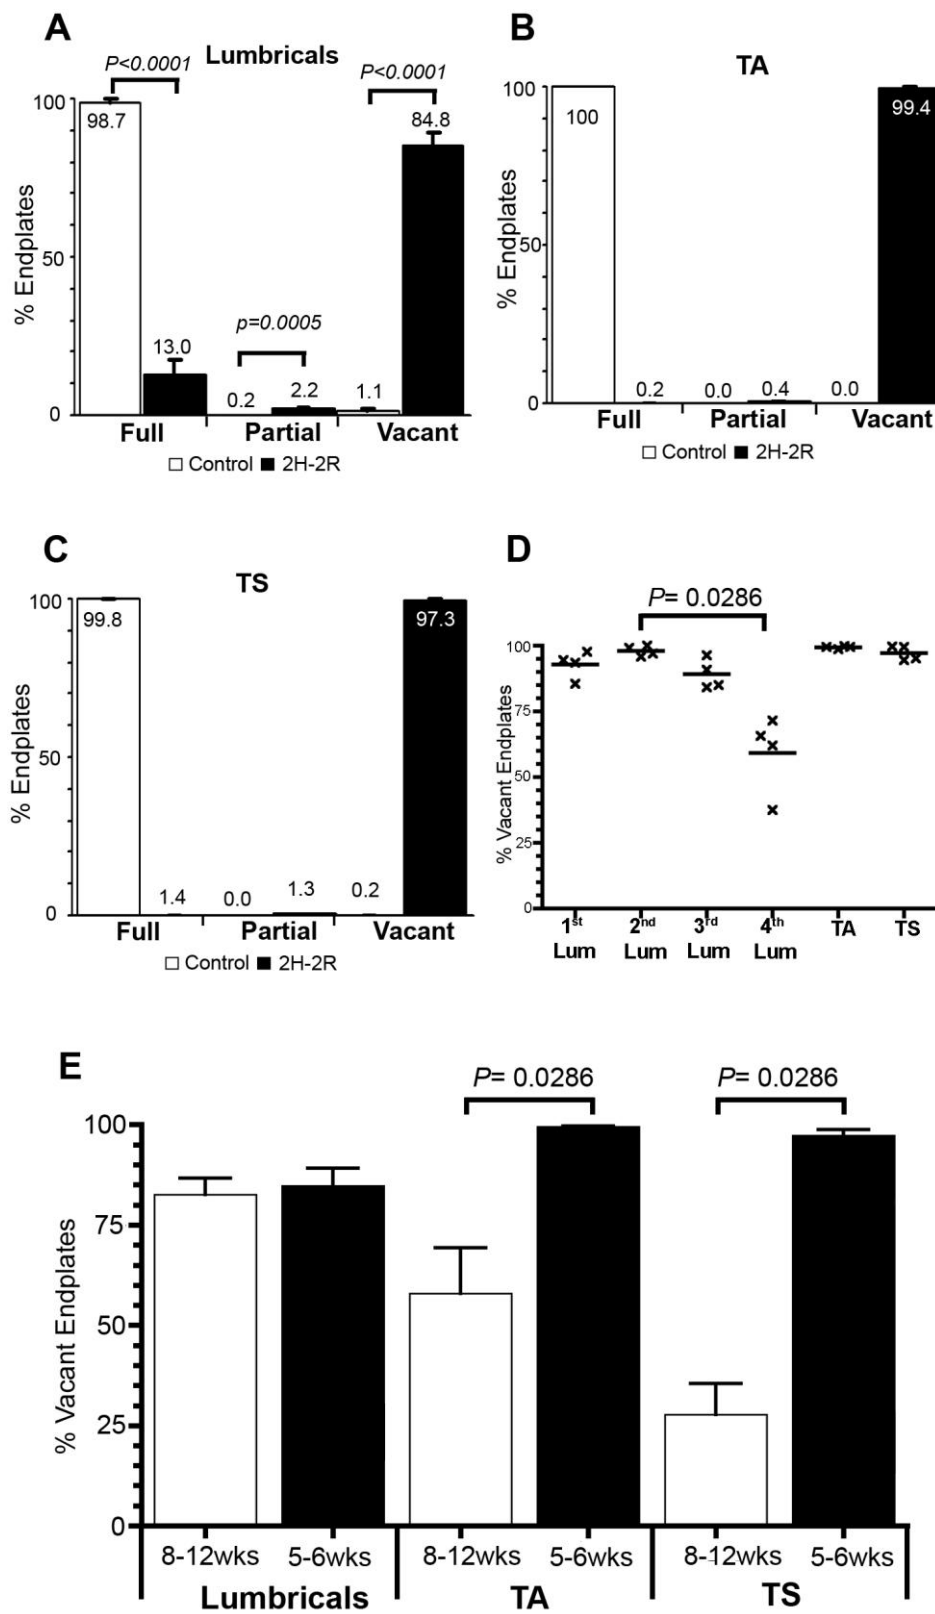 A
Lumbricals
P<0.0001
P<0.0001
% Endplates
100
50
0
98.7
13.0
p=0.0005
0.2
2.2
1.1
84.8
Full Partial Vacant
□ Control ■ 2H-2R
B
TA
% Endplates
100
50
0
100
0.2
0.0
0.4
0.0
99.4
Full Partial Vacant
□ Control ■ 2H-2R
C
TS
% Endplates
100
50
0
99.8
1.4
0.0
1.3
0.2
97.3
Full Partial Vacant
□ Control ■ 2H-2R
D
P= 0.0286
% Vacant Endplates
100
75
50
25
0
1st Lum
2nd Lum
3rd Lum
4th Lum
TA
TS
E
P= 0.0286
P= 0.0286
% Vacant Endplates
100
75
50
25
0
8-12wks 5-6wks 8-12wks 5-6wks 8-12wks 5-6wks
Lumbricals TA TS